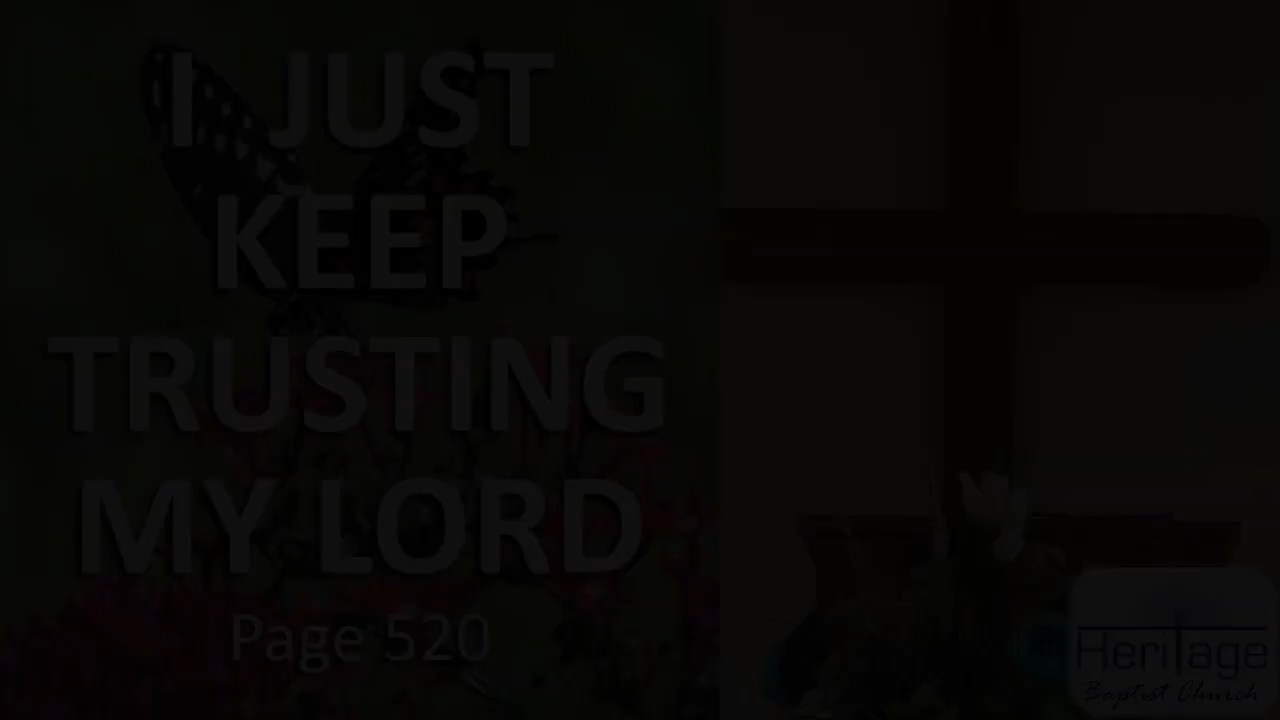 I JUST
KEEP
TRUSTING
MY LORD
Page 520
Heritage
Baptist Church